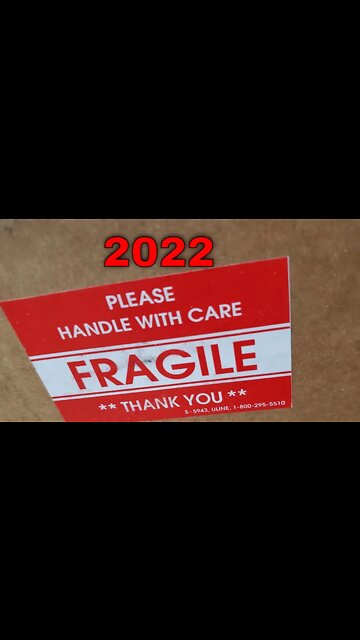 2022
PLEASE
HANDLE WITH CARE
FRAGILE
** THANK YOU **
S-5943, ULINE, 1-800-295-5510